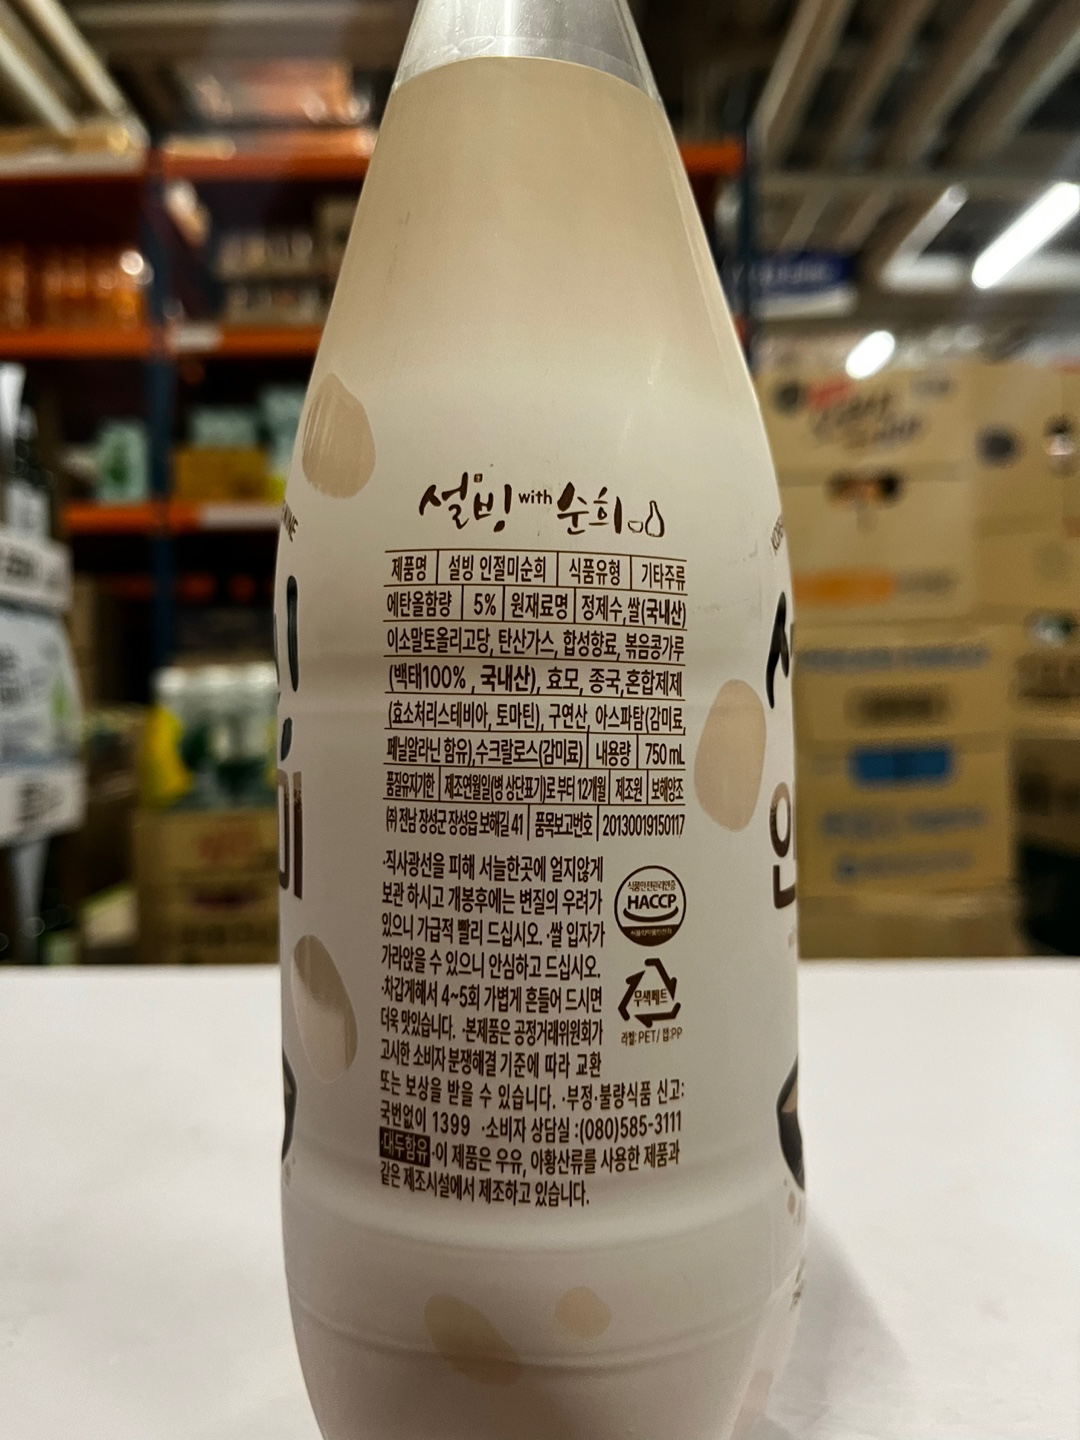 설빙 with 순희
제품명 설빙 인절미순희 식품유형 기타주류
에탄올함량 5% 원재료명 정제수,쌀(국내산)
이소말토올리고당, 탄산가스, 합성향료, 볶음콩가루
(백태100% , 국내산), 효모, 종국,혼합제제
(효소처리스테비아, 토마틴), 구연산, 아스파탐(감미료,
페닐알라닌 함유),수크랄로스(감미료) 내용량 750 mL
품질유지기한 제조연월일(병 상단표기)로 부터 12개월 제조원 보해양조
㈜ 전남 장성군 장성읍 보해길 41 품목보고번호 20130019150117
·직사광선을 피해 서늘한곳에 얼지않게
보관 하시고 개봉후에는 변질의 우려가
있으니 가급적 빨리 드십시오. ·쌀 입자가
가라앉을 수 있으니 안심하고 드십시오.
·차갑게해서 4~5회 가볍게 흔들어 드시면
더욱 맛있습니다. ·본제품은 공정거래위원회가
고시한 소비자 분쟁해결 기준에 따라 교환
또는 보상을 받을 수 있습니다. ·부정·불량식품 신고:
국번없이 1399 ·소비자 상담실 :(080)585-3111
·대두함유 ·이 제품은 우유, 아황산류를 사용한 제품과
같은 제조시설에서 제조하고 있습니다.
식품안전관리인증
HACCP
식품의약품안전처
무색페트
라벨: PET/ 캡:PP